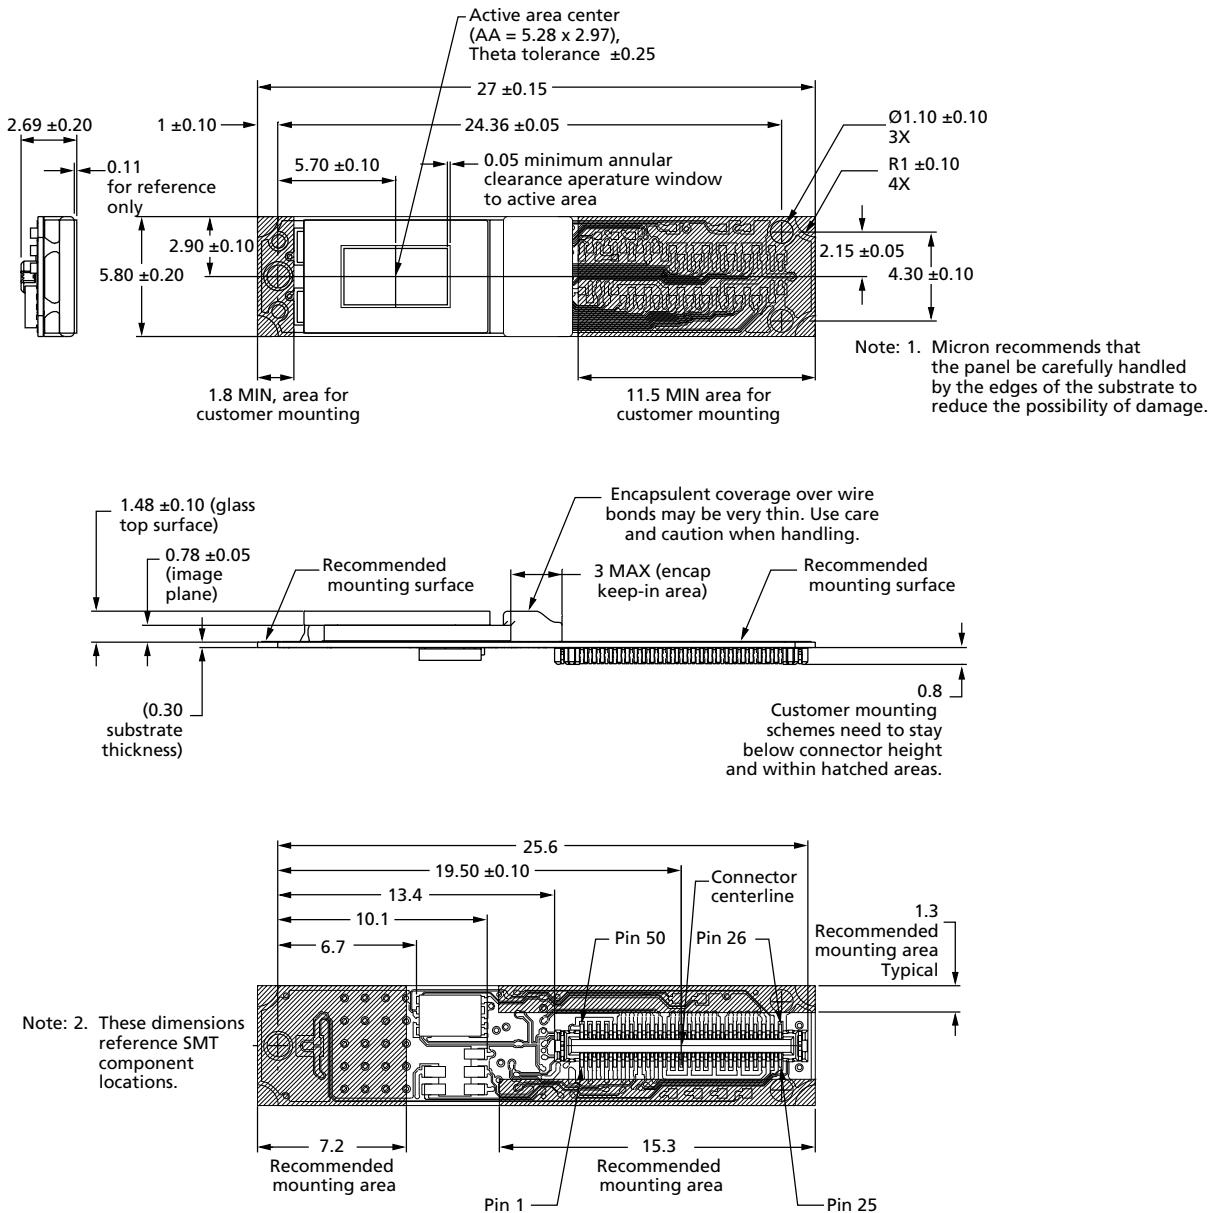 Active area center
(AA = 5.28 x 2.97),
Theta tolerance ±0.25
27 ±0.15
2.69 ±0.20
1 ±0.10
24.36 ±0.05
Ø1.10 ±0.10
3X
0.11
for reference
only
5.70 ±0.10
0.05 minimum annular
clearance aperature window
to active area
R1 ±0.10
4X
2.90 ±0.10
5.80 ±0.20
2.15 ±0.05
4.30 ±0.10
Note: 1. Micron recommends that
the panel be carefully handled
by the edges of the substrate to
reduce the possibility of damage.
1.8 MIN, area for
customer mounting
11.5 MIN area for
customer mounting
1.48 ±0.10 (glass
top surface)
0.78 ±0.05
(image
plane)
Recommended
mounting surface
Encapsulent coverage over wire
bonds may be very thin. Use care
and caution when handling.
3 MAX (encap
keep-in area)
Recommended
mounting surface
(0.30
substrate
thickness)
0.8
Customer mounting
schemes need to stay
below connector height
and within hatched areas.
25.6
19.50 ±0.10
13.4
10.1
6.7
Connector
centerline
Pin 50
Pin 26
1.3
Recommended
mounting area
Typical
Note: 2. These dimensions
reference SMT
component
locations.
7.2
Recommended
mounting area
15.3
Recommended
mounting area
Pin 1
Pin 25